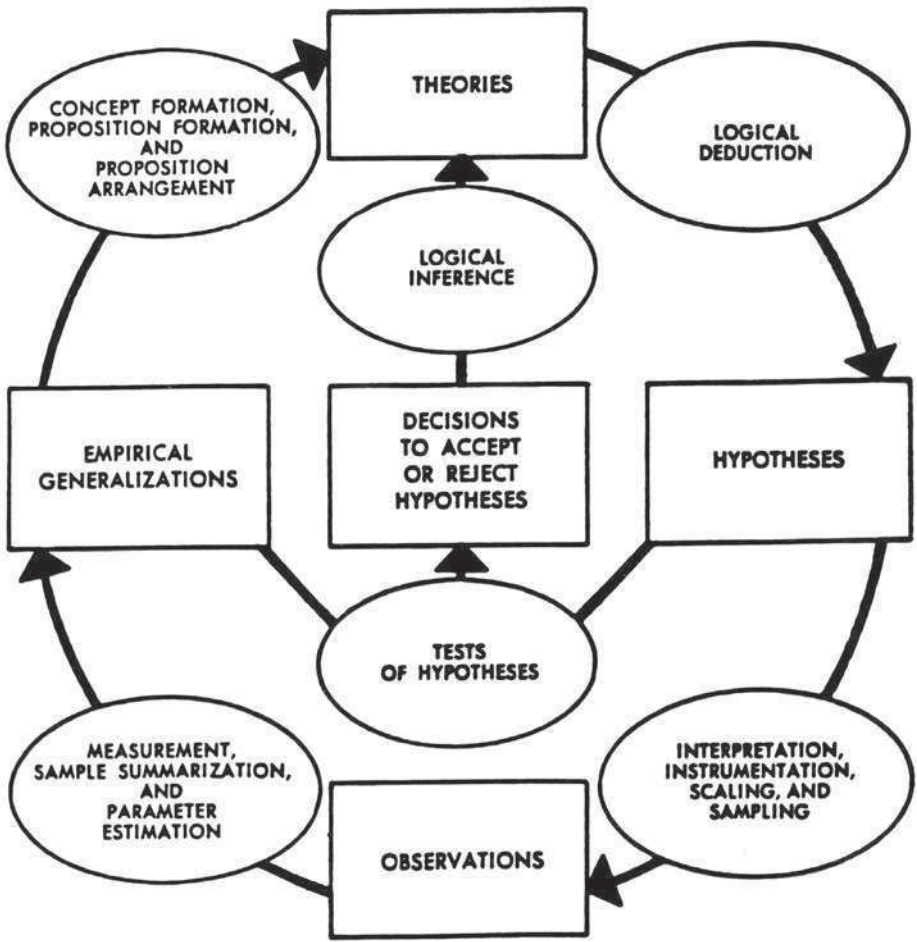 THEORIES
CONCEPT FORMATION,
PROPOSITION FORMATION,
AND
PROPOSITION
ARRANGEMENT
LOGICAL
DEDUCTION
LOGICAL
INFERENCE
EMPIRICAL
GENERALIZATIONS
DECISIONS
TO ACCEPT
OR REJECT
HYPOTHESES
HYPOTHESES
TESTS
OF HYPOTHESES
MEASUREMENT,
SAMPLE SUMMARIZATION,
AND
PARAMETER
ESTIMATION
INTERPRETATION,
INSTRUMENTATION,
SCALING, AND
SAMPLING
OBSERVATIONS